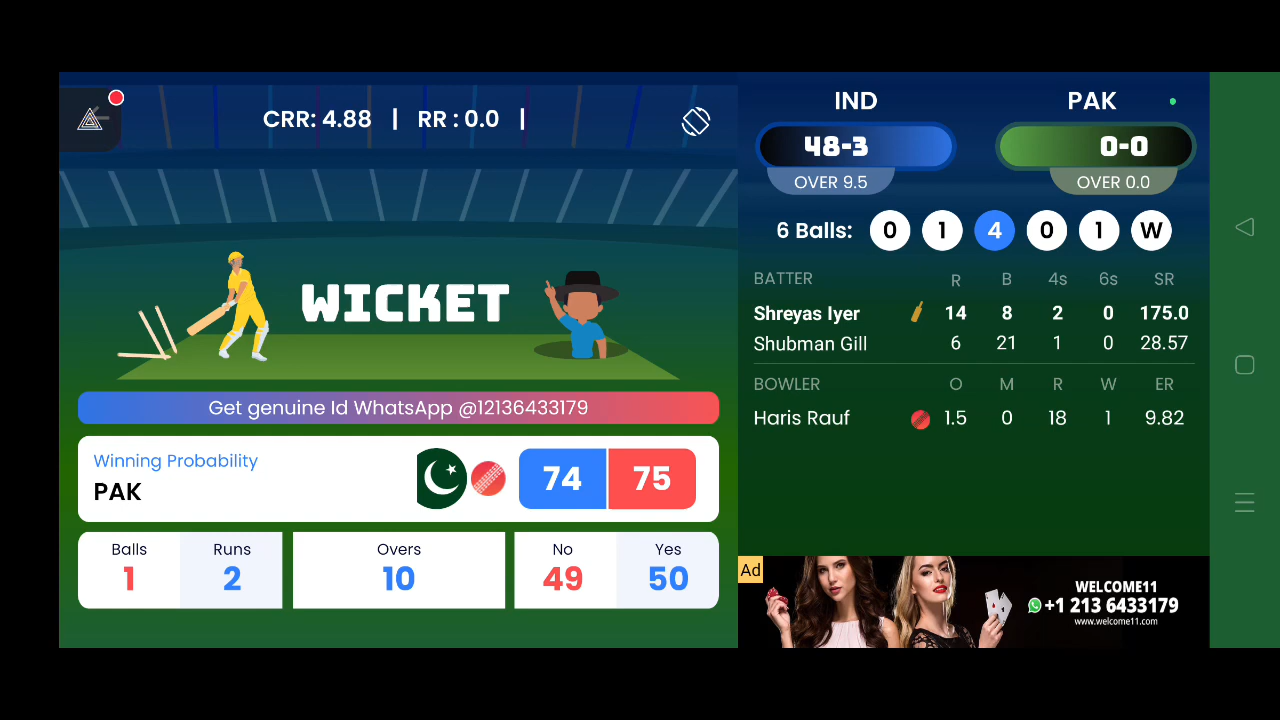 CRR: 4.88 | RR : 0.0 |
WICKET
Get genuine Id WhatsApp @12136433179
Winning Probability
PAK
74 75
Balls Runs Overs No Yes
1 2 10 49 50
IND PAK
48-3 0-0
OVER 9.5 OVER 0.0
6 Balls: 0 1 4 0 1 W
BATTER R B 4s 6s SR
Shreyas Iyer 14 8 2 0 175.0
Shubman Gill 6 21 1 0 28.57
BOWLER O M R W ER
Haris Rauf 1.5 0 18 1 9.82
Ad
WELCOME11
+1 213 6433179
www.welcome11.com